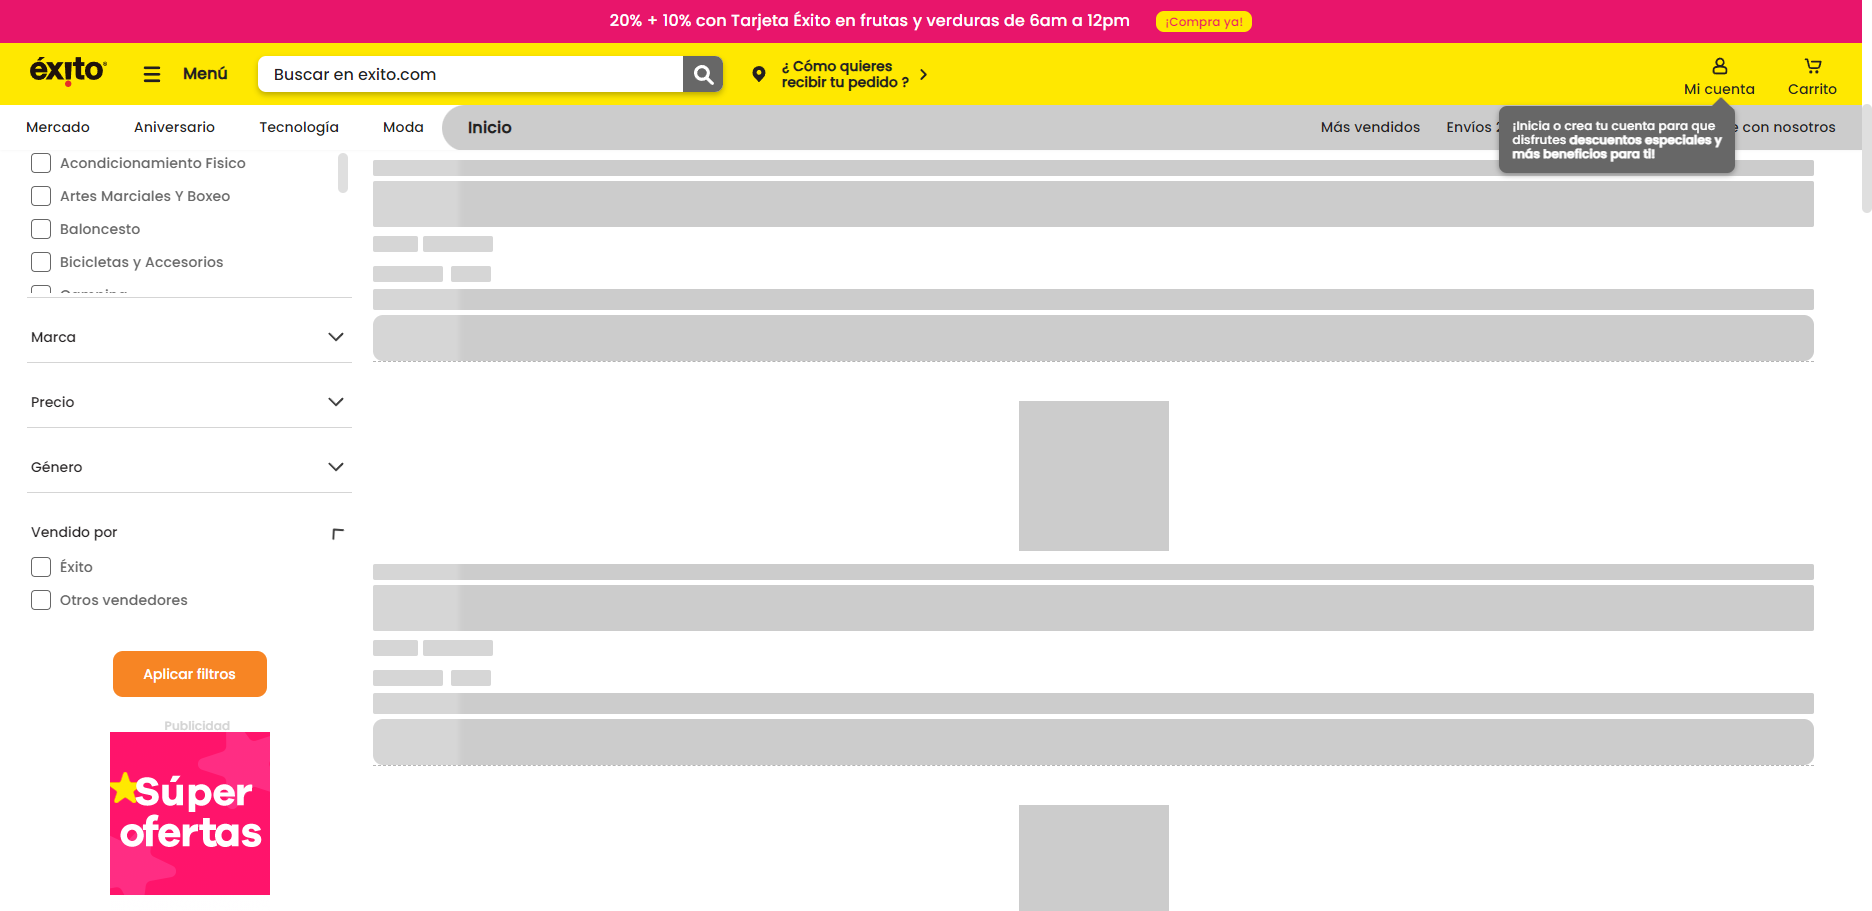 20% + 10% con Tarjeta Éxito en frutas y verduras de 6am a 12pm
¡Compra ya!
éxito
Menú
Buscar en exito.com
¿ Cómo quieres
recibir tu pedido ?
Mi cuenta
Carrito
Mercado
Aniversario
Tecnología
Moda
Inicio
Más vendidos
Envíos
con nosotros
¡Inicia o crea tu cuenta para que
disfrutes descuentos especiales y
más beneficios para ti!
Acondicionamiento Fisico
Artes Marciales Y Boxeo
Baloncesto
Bicicletas y Accesorios
Marca
Precio
Género
Vendido por
Éxito
Otros vendedores
Aplicar filtros
Publicidad
Súper
ofertas